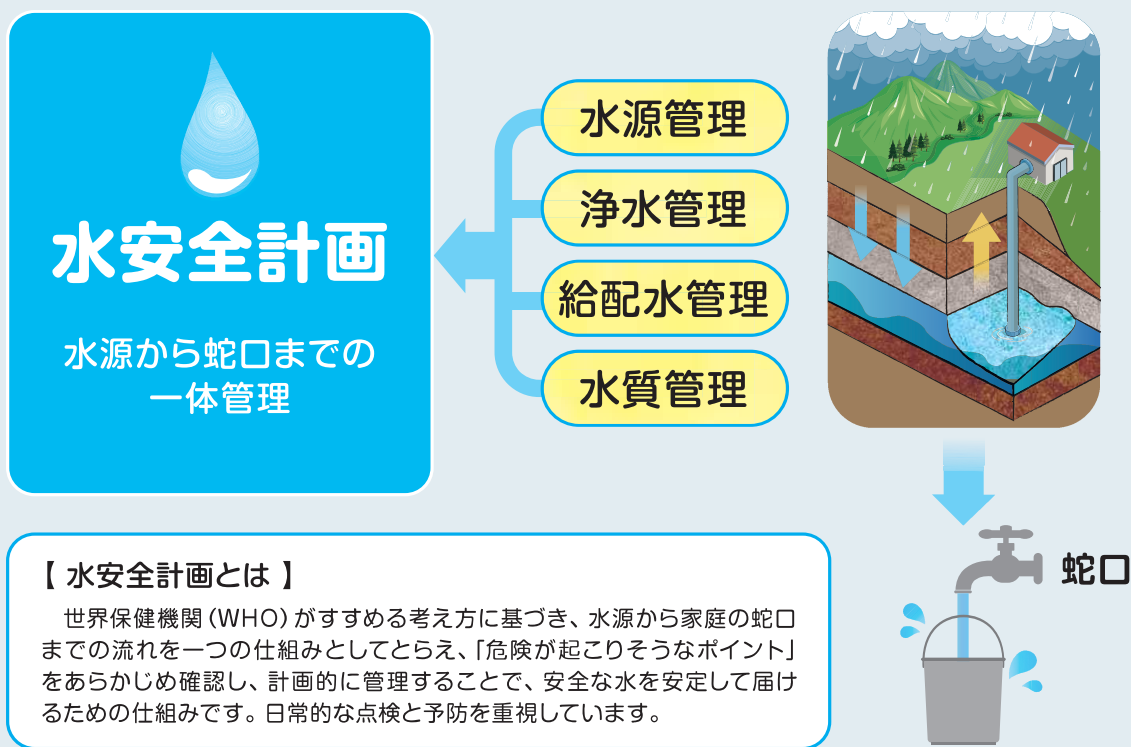 水安全計画
水源から蛇口までの
一体管理
水源管理
浄水管理
給配水管理
水質管理
蛇口
【 水安全計画とは 】
世界保健機関(WHO)がすすめる考え方に基づき、水源から家庭の蛇口
までの流れを一つの仕組みとしてとらえ、「危険が起こりそうなポイント」
をあらかじめ確認し、計画的に管理することで、安全な水を安定して届け
るための仕組みです。日常的な点検と予防を重視しています。